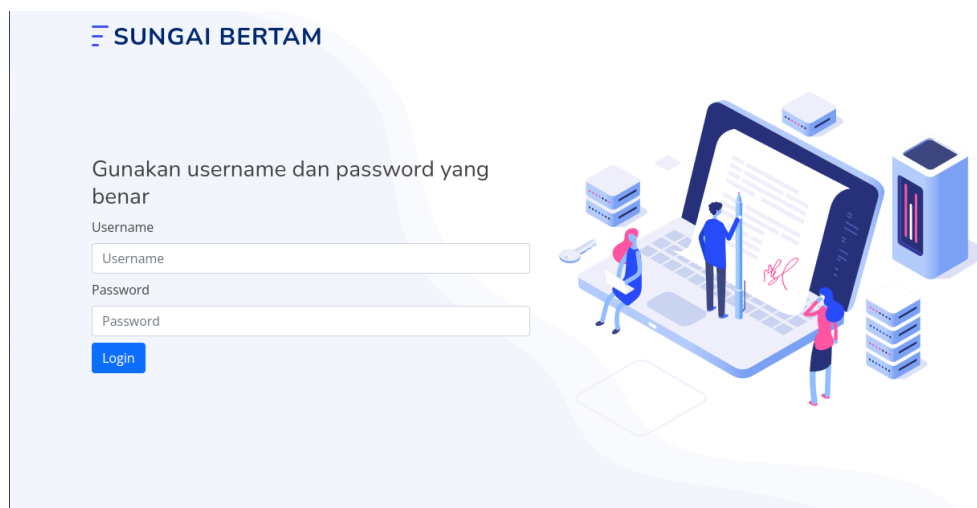 SUNGAI BERTAM
Gunakan username dan password yang
benar
Username
Username
Password
Password
Login